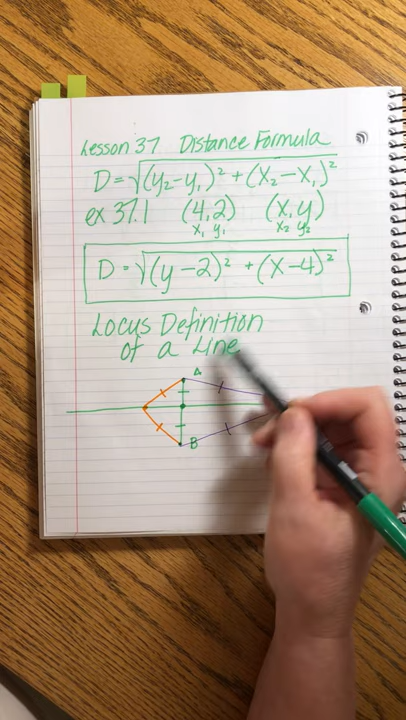 Lesson 37 Distance Formula
D = √(y₂-y₁)² + (x₂-x₁)²
ex 37.1 (4,2) (x,y)
x₁ y₁ x₂ y₂
D = √(y-2)² + (x-4)²
Locus Definition
of a Line
A
B